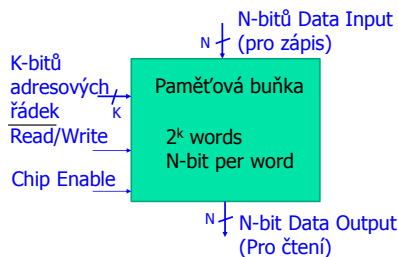 N-bitů Data Input
N
(pro zápis)
K-bitů
adresových
řádek
K
Read/Write
Chip Enable
Paměťová buňka
2ᵏ words
N-bit per word
N
N-bit Data Output
(Pro čtení)